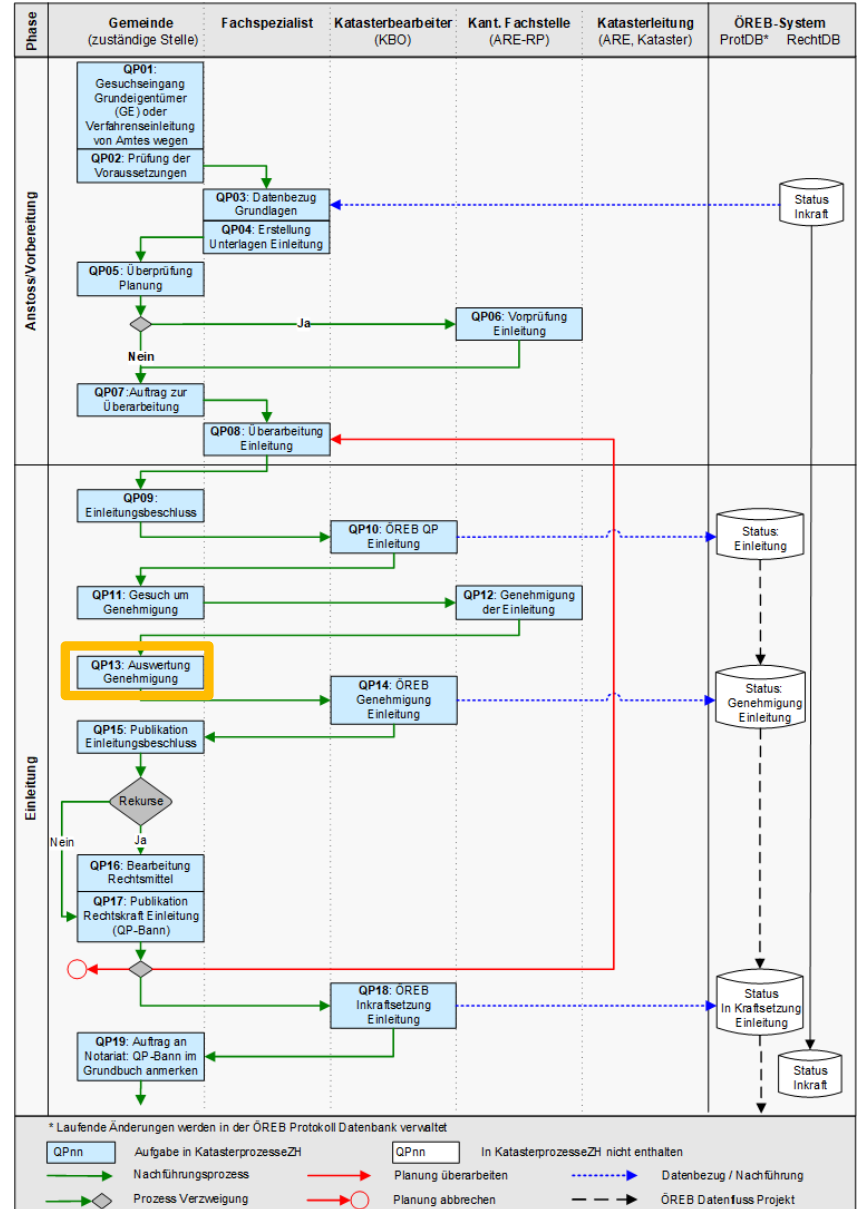 Phase
Gemeinde
(zuständige Stelle)
Fachspezialist
Katasterbearbeiter
(KBO)
Kant. Fachstelle
(ARE-RP)
Katasterleitung
(ARE, Kataster)
ÖREB-System
ProtDB* RechtDB
Anstoss/Vorbereitung
QP01:
Gesuchseingang
Grundeigentümer
(GE) oder
Verfahrenseinleitung
von Amtes wegen
QP02: Prüfung der
Voraussetzungen
QP03: Datenbezug
Grundlagen
Status
Inkraft
QP04: Erstellung
Unterlagen Einleitung
QP05: Überprüfung
Planung
Ja
QP06: Vorprüfung
Einleitung
Nein
QP07:Auftrag zur
Überarbeitung
QP08: Überarbeitung
Einleitung
Einleitung
QP09:
Einleitungsbeschluss
QP10: ÖREB QP
Einleitung
Status:
Einleitung
QP11: Gesuch um
Genehmigung
QP12: Genehmigung
der Einleitung
QP13: Auswertung
Genehmigung
QP14: ÖREB
Genehmigung
Einleitung
Status:
Genehmigung
Einleitung
QP15: Publikation
Einleitungsbeschluss
Rekurse
Nein
Ja
QP16: Bearbeitung
Rechtsmittel
QP17: Publikation
Rechtskraft Einleitung
(QP-Bann)
QP18: ÖREB
Inkraftsetzung
Einleitung
Status
In Kraftsetzung
Einleitung
QP19: Auftrag an
Notariat: QP-Bann im
Grundbuch anmerken
Status
Inkraft
* Laufende Änderungen werden in der ÖREB Protokoll Datenbank verwaltet
QPnn Aufgabe in KatasterprozesseZH QPnn In KatasterprozesseZH nicht enthalten
Nachführungsprozess Planung überarbeiten Datenbezug / Nachführung
Prozess Verzweigung Planung abbrechen ÖREB Datenfluss Projekt